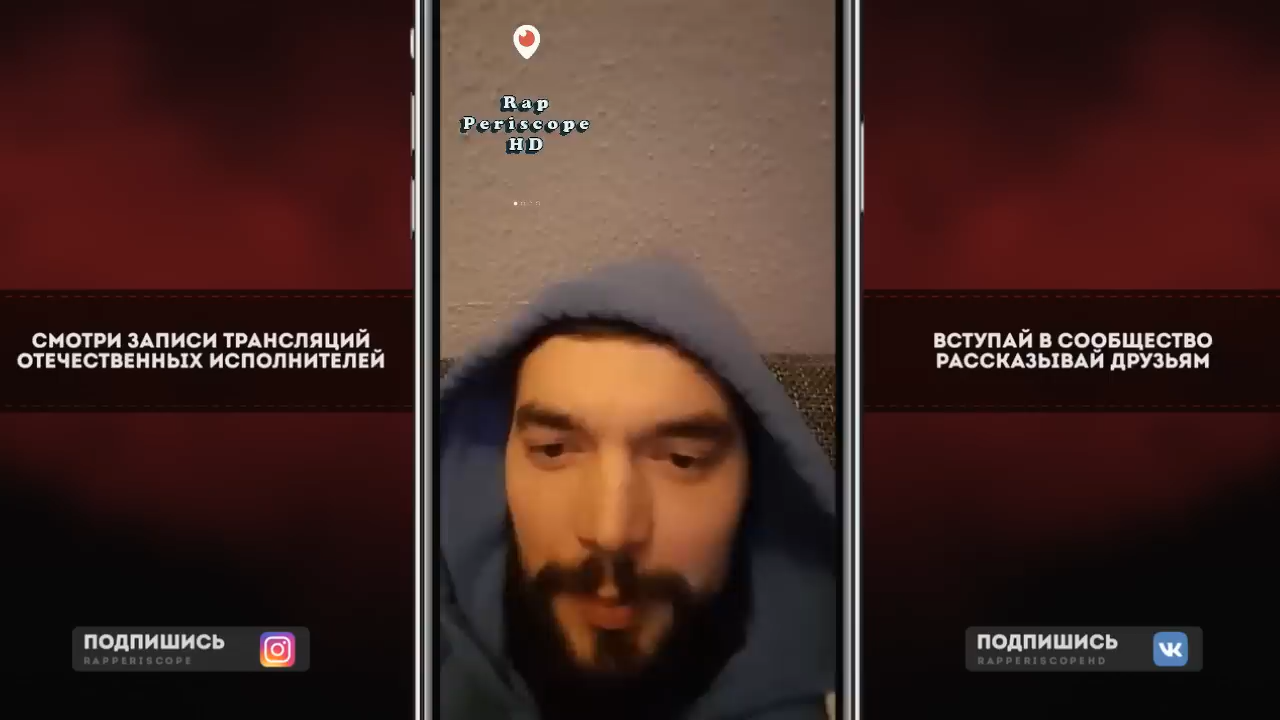 Rap
Periscope
HD
СМОТРИ ЗАПИСИ ТРАНСЛЯЦИЙ
ОТЕЧЕСТВЕННЫХ ИСПОЛНИТЕЛЕЙ
ВСТУПАЙ В СООБЩЕСТВО
РАССКАЗЫВАЙ ДРУЗЬЯМ
ПОДПИШИСЬ
RAPPERISCOPE
ПОДПИШИСЬ
RAPPERISCOPEHD